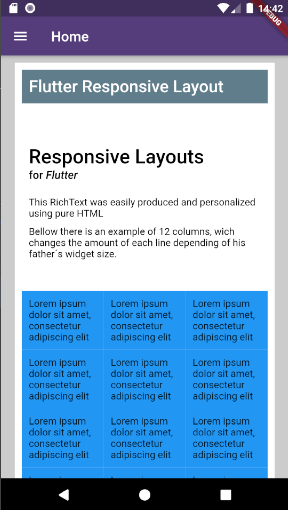 14:42
DEBUG
Home
Flutter Responsive Layout
Responsive Layouts
for Flutter
This RichText was easily produced and personalized
using pure HTML
Bellow there is an example of 12 columns, wich
changes the amount of each line depending of his
father´s widget size.
Lorem ipsum Lorem ipsum Lorem ipsum
dolor sit amet, dolor sit amet, dolor sit amet,
consectetur consectetur consectetur
adipiscing elit adipiscing elit adipiscing elit
Lorem ipsum Lorem ipsum Lorem ipsum
dolor sit amet, dolor sit amet, dolor sit amet,
consectetur consectetur consectetur
adipiscing elit adipiscing elit adipiscing elit
Lorem ipsum Lorem ipsum Lorem ipsum
dolor sit amet, dolor sit amet, dolor sit amet,
consectetur consectetur consectetur
adipiscing elit adipiscing elit adipiscing elit